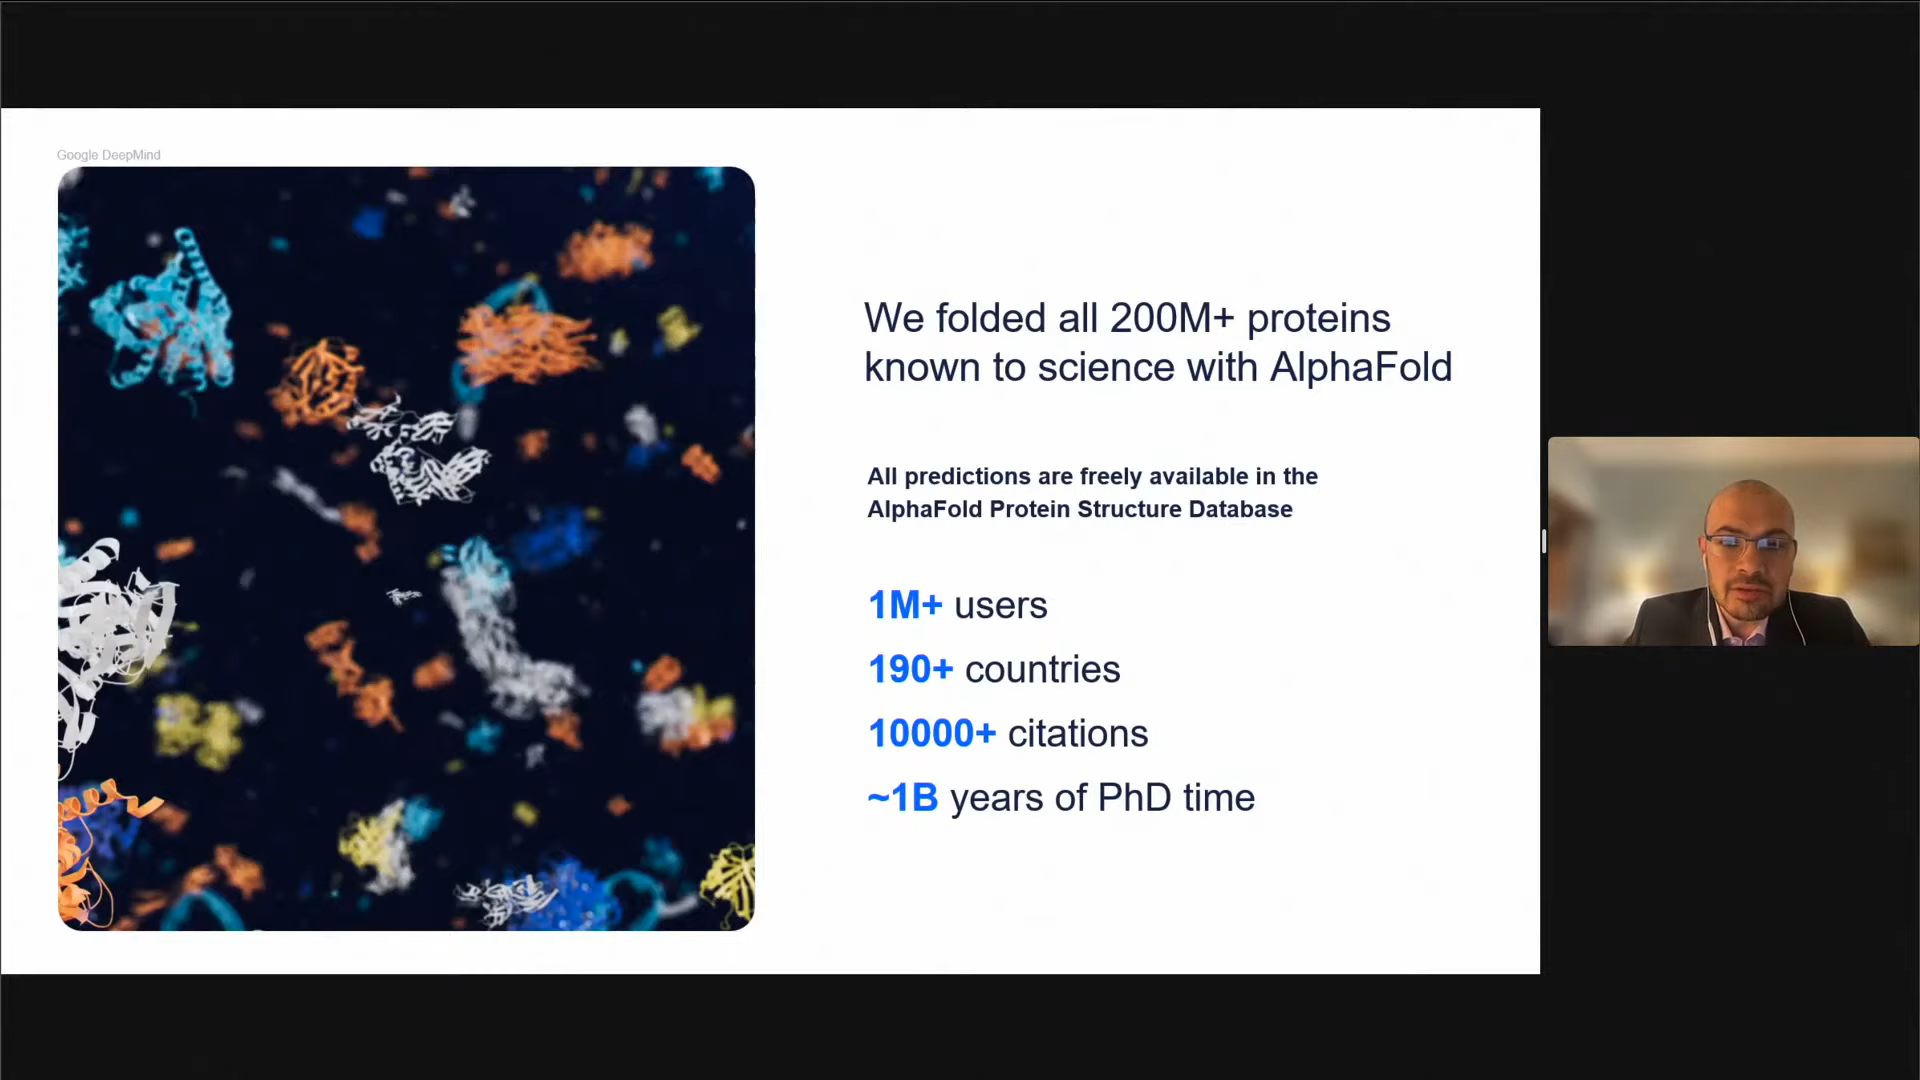 Google DeepMind
We folded all 200M+ proteins
known to science with AlphaFold
All predictions are freely available in the
AlphaFold Protein Structure Database
1M+ users
190+ countries
10000+ citations
~1B years of PhD time